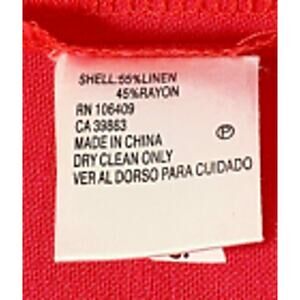 SHELL:55%LINEN
45%RAYON
RN 106409
CA 39863
MADE IN CHINA
DRY CLEAN ONLY
VER AL DORSO PARA CUIDADO
P